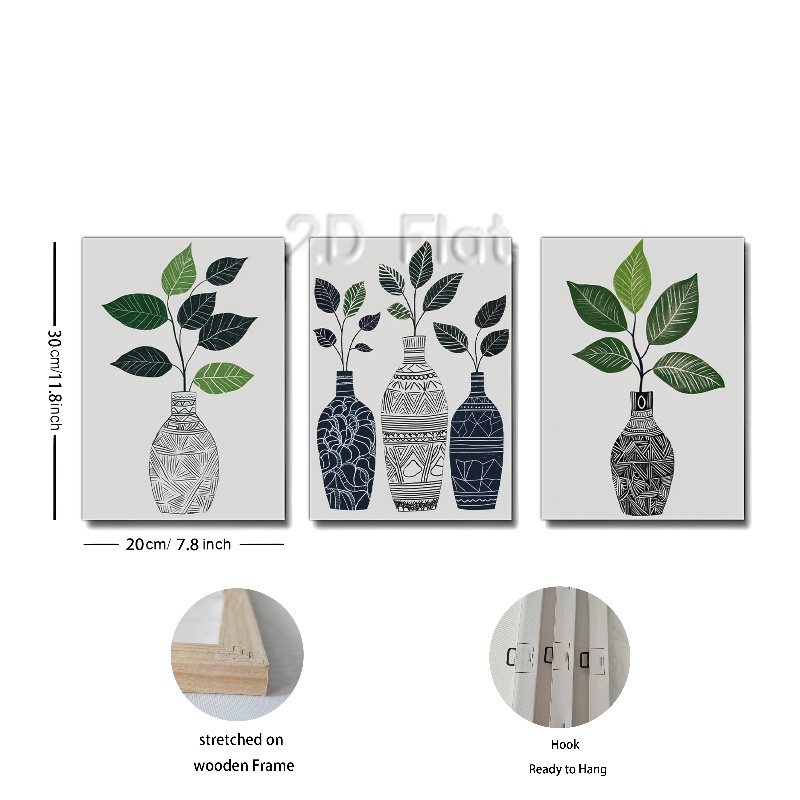 2D Flat
30cm/11.8inch
20cm/ 7.8 inch
stretched on
wooden Frame
Hook
Ready to Hang